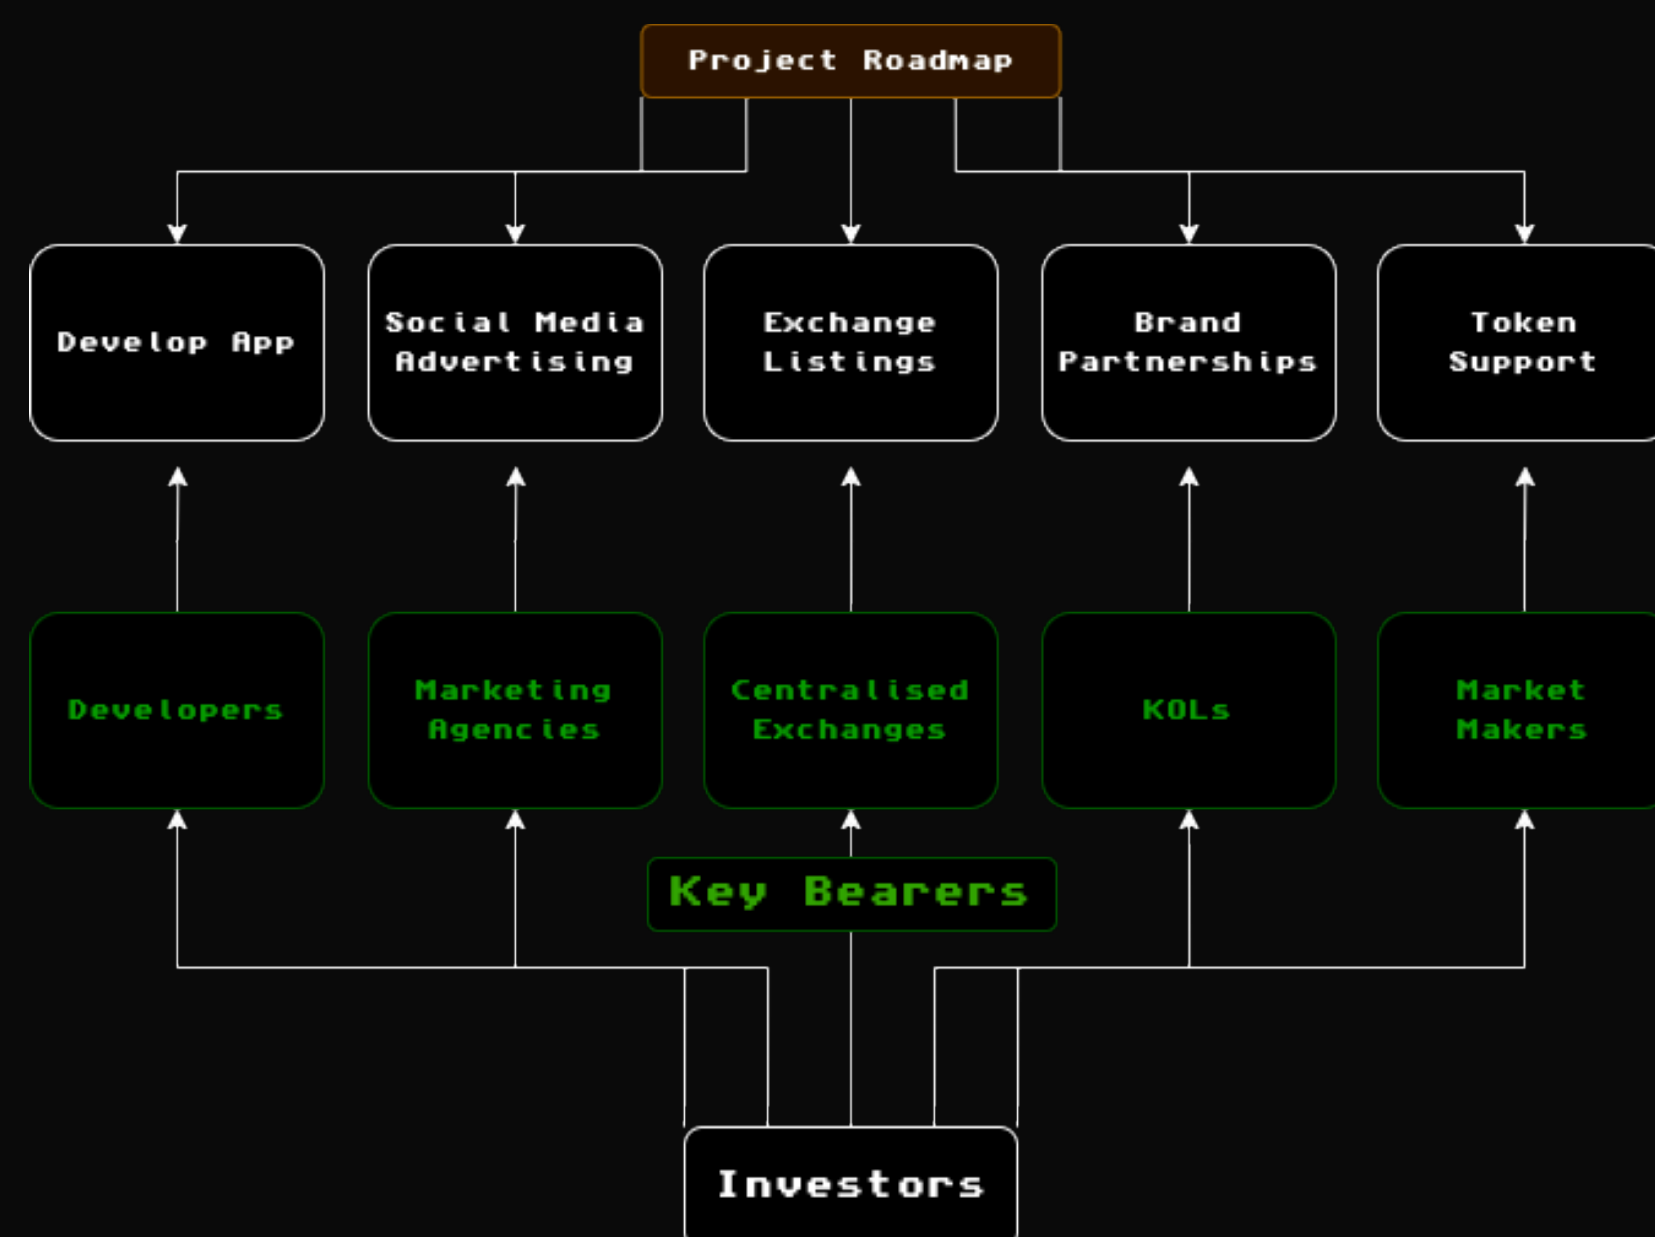 Project Roadmap
Develop App
Social Media
Advertising
Exchange
Listings
Brand
Partnerships
Token
Support
Developers
Marketing
Agencies
Centralised
Exchanges
KOLs
Market
Makers
Key Bearers
Investors